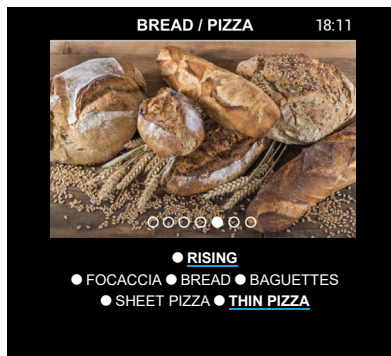 BREAD / PIZZA 18:11
● RISING
● FOCACCIA ● BREAD ● BAGUETTES
● SHEET PIZZA ● THIN PIZZA